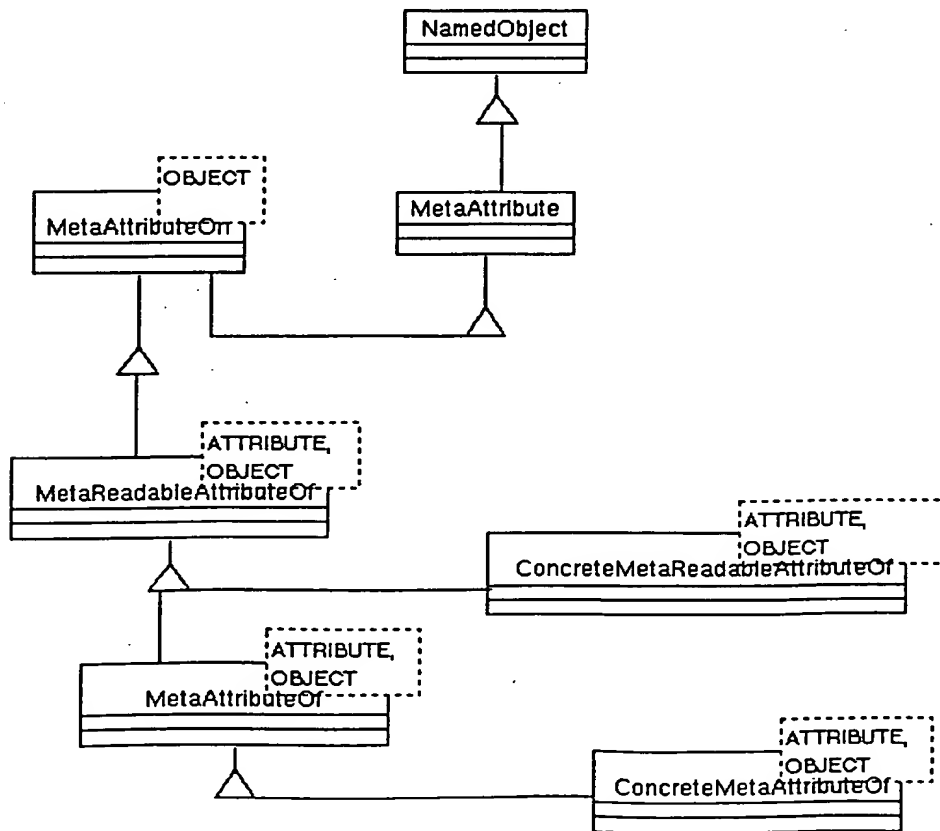 NamedObject
OBJECT
MetaAttributeOn
MetaAttribute
ATTRIBUTE,
OBJECT
MetaReadableAttributeOf
ATTRIBUTE,
OBJECT
ConcreteMetaReadableAttributeOf
ATTRIBUTE,
OBJECT
MetaAttributeOf
ATTRIBUTE,
OBJECT
ConcreteMetaAttributeOf